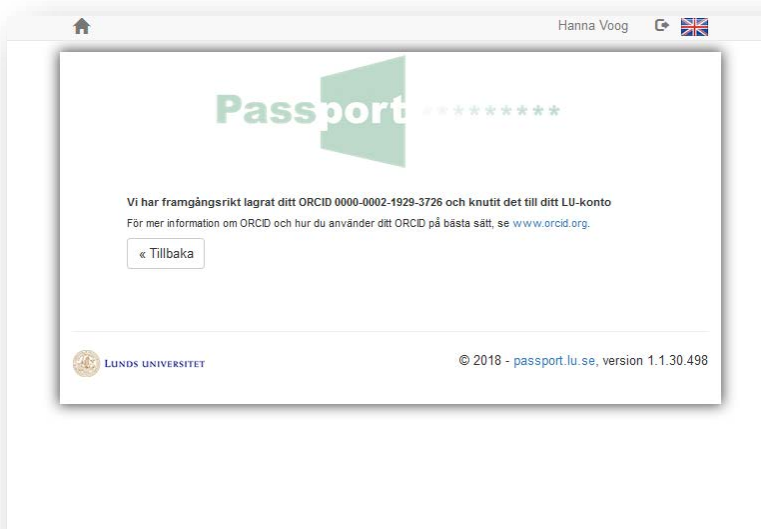 Hanna Voog
Passport *********
Vi har framgångsrikt lagrat ditt ORCID 0000-0002-1929-3726 och knutit det till ditt LU-konto
För mer information om ORCID och hur du använder ditt ORCID på bästa sätt, se www.orcid.org.
« Tillbaka
LUNDS UNIVERSITET
© 2018 - passport.lu.se, version 1.1.30.498